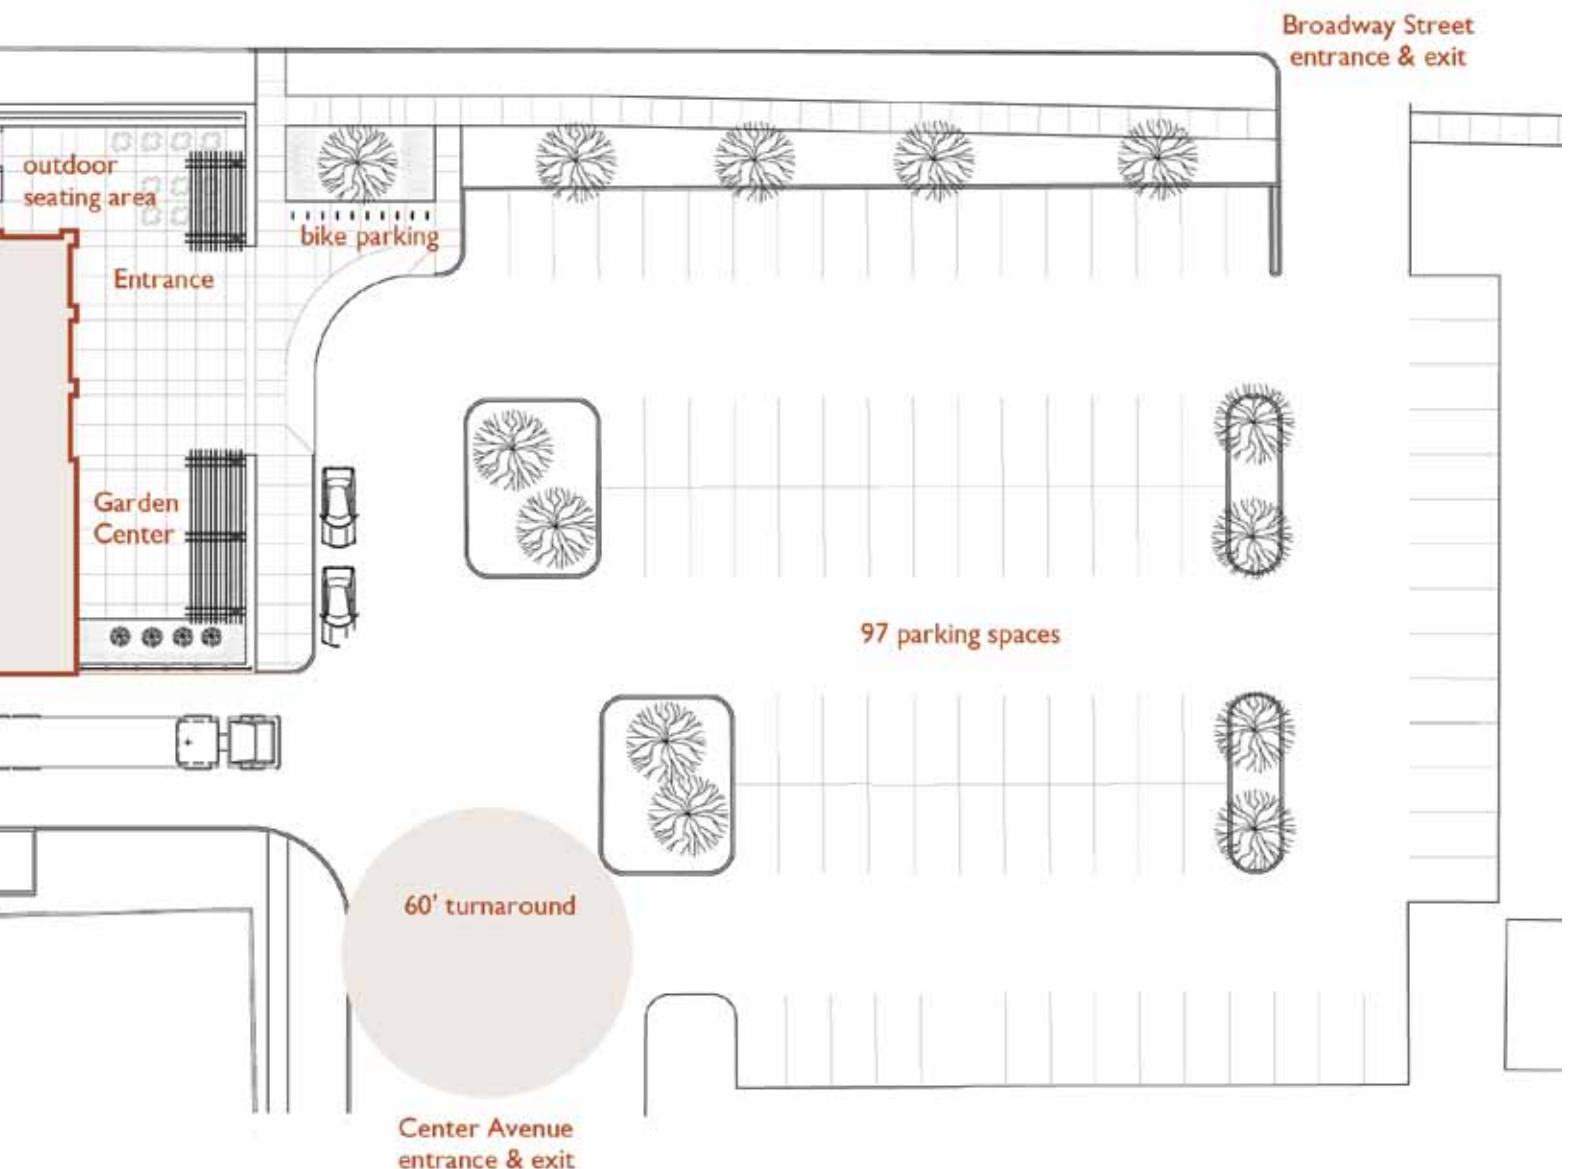 Broadway Street
entrance & exit
outdoor
seating area
bike parking
Entrance
Garden
Center
97 parking spaces
60' turnaround
Center Avenue
entrance & exit